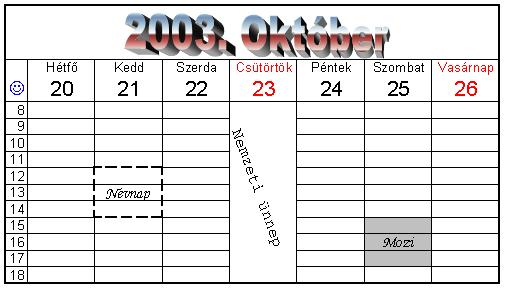 2003. Október
Hétfő Kedd Szerda Csütörtök Péntek Szombat Vasárnap
20 21 22 23 24 25 26
8
9
10
11
12
13 Névnap
14
15
16 Mozi
17
18
Nemzeti ünnep